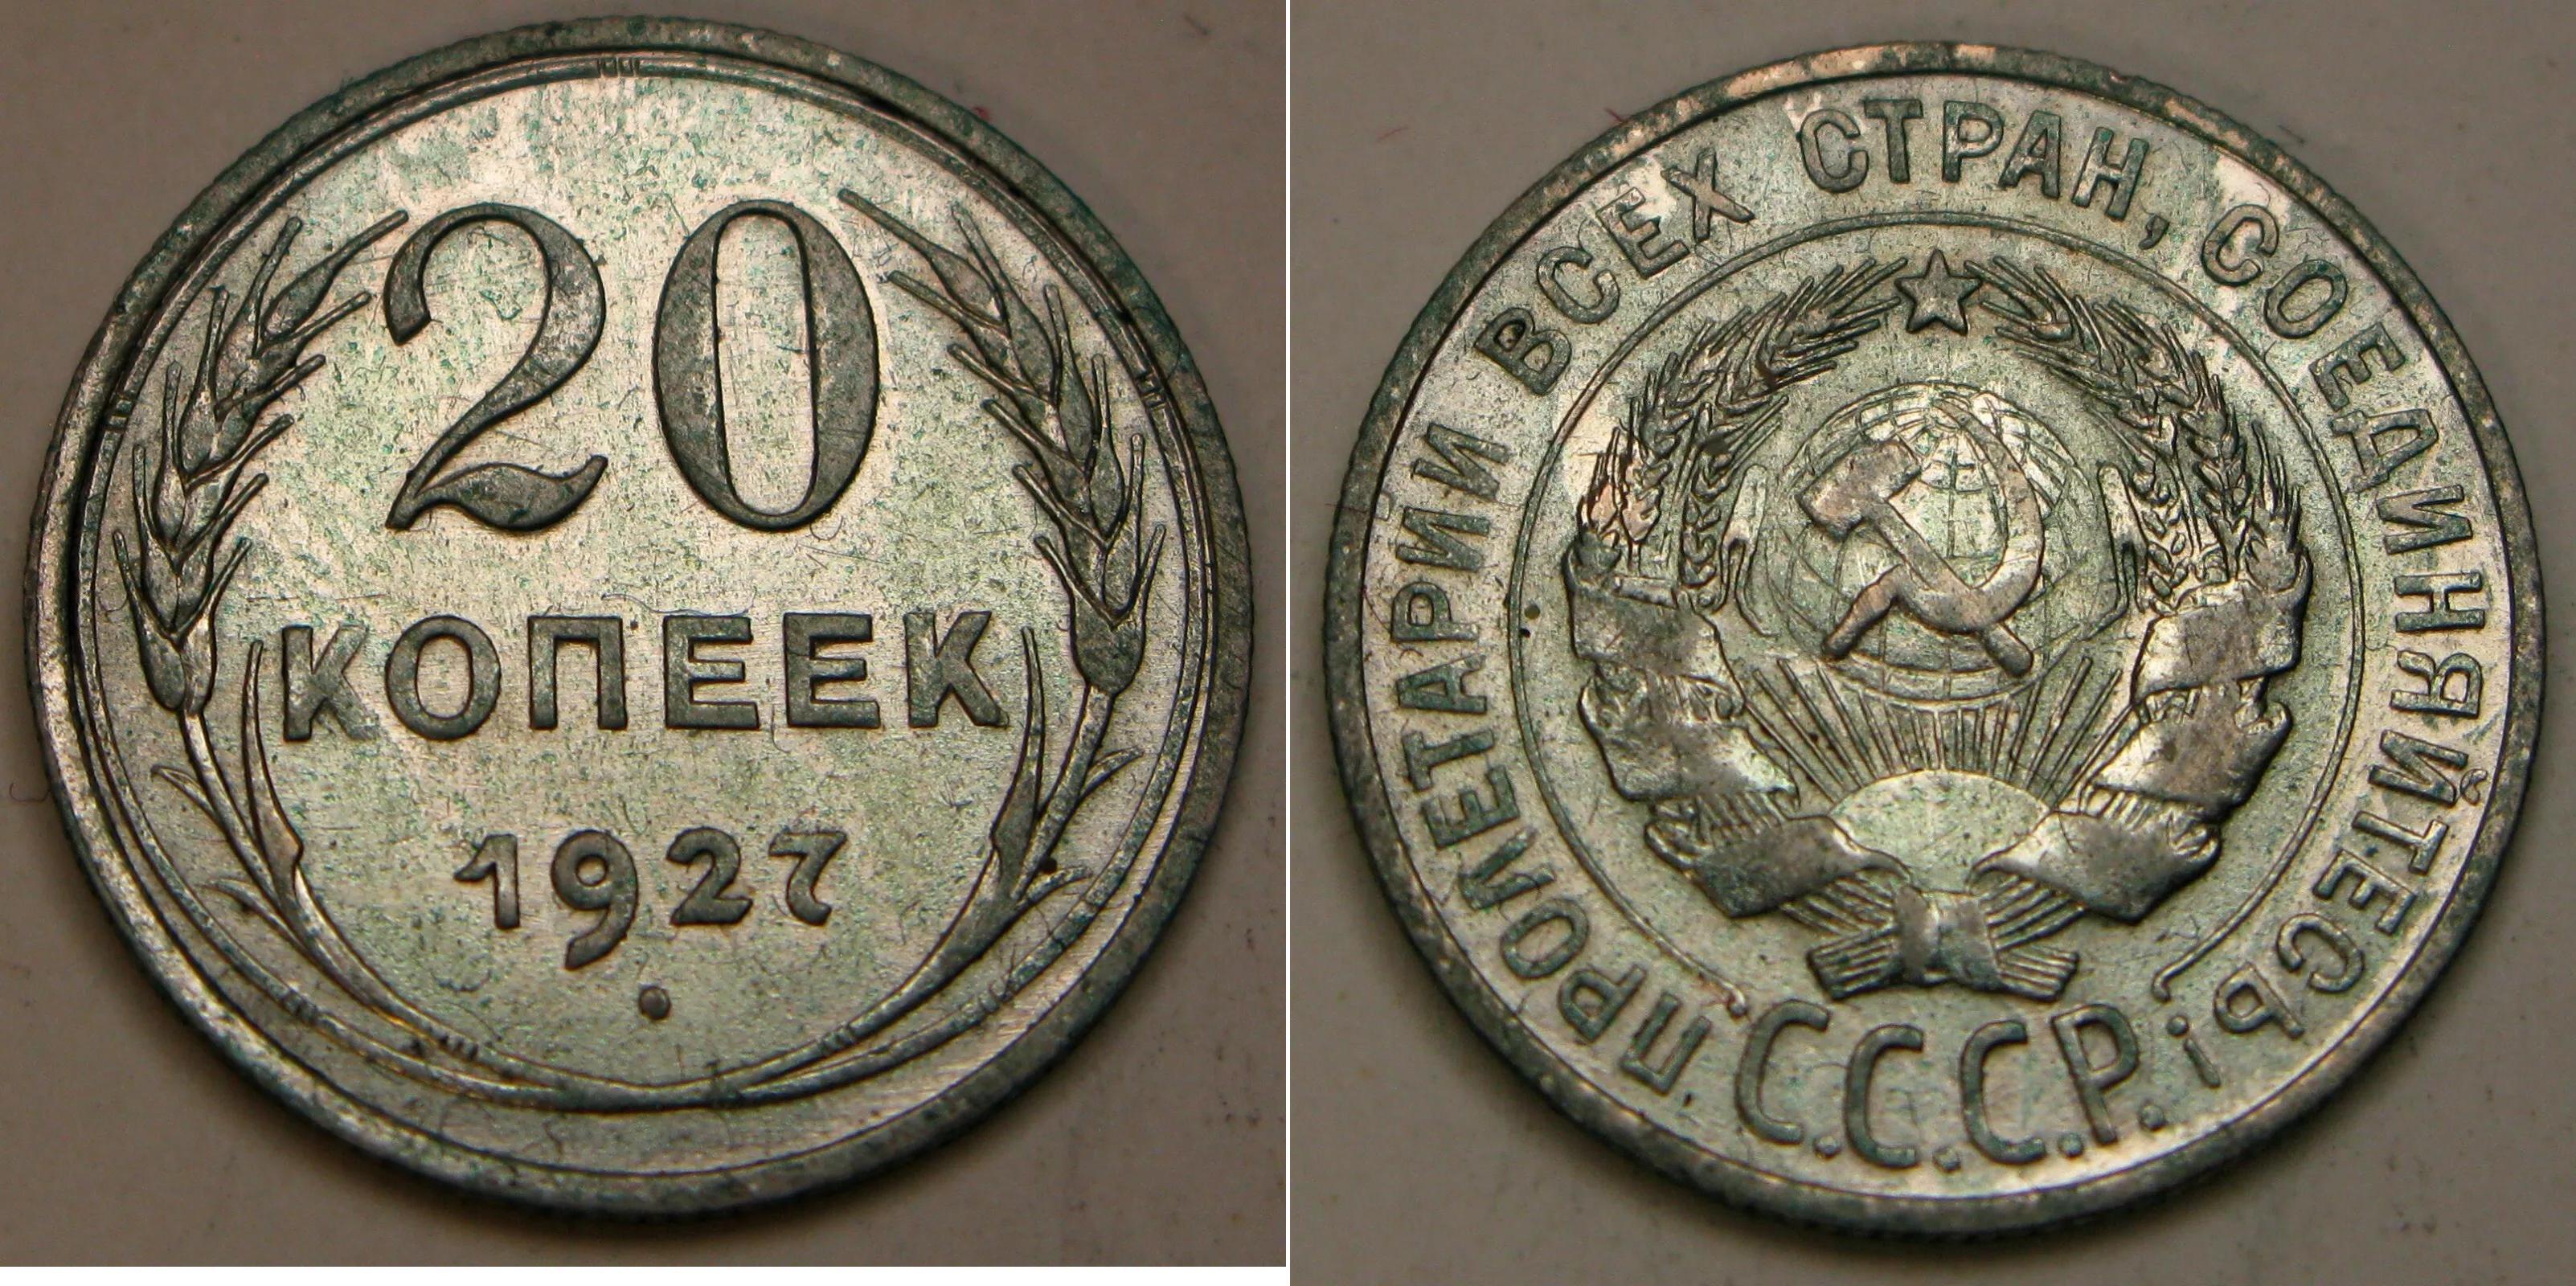 20
КОПЕЕК
1927
ПРОЛЕТАРИИ ВСЕХ СТРАН, СОЕДИНЯЙТЕСЬ!
С.С.С.Р.